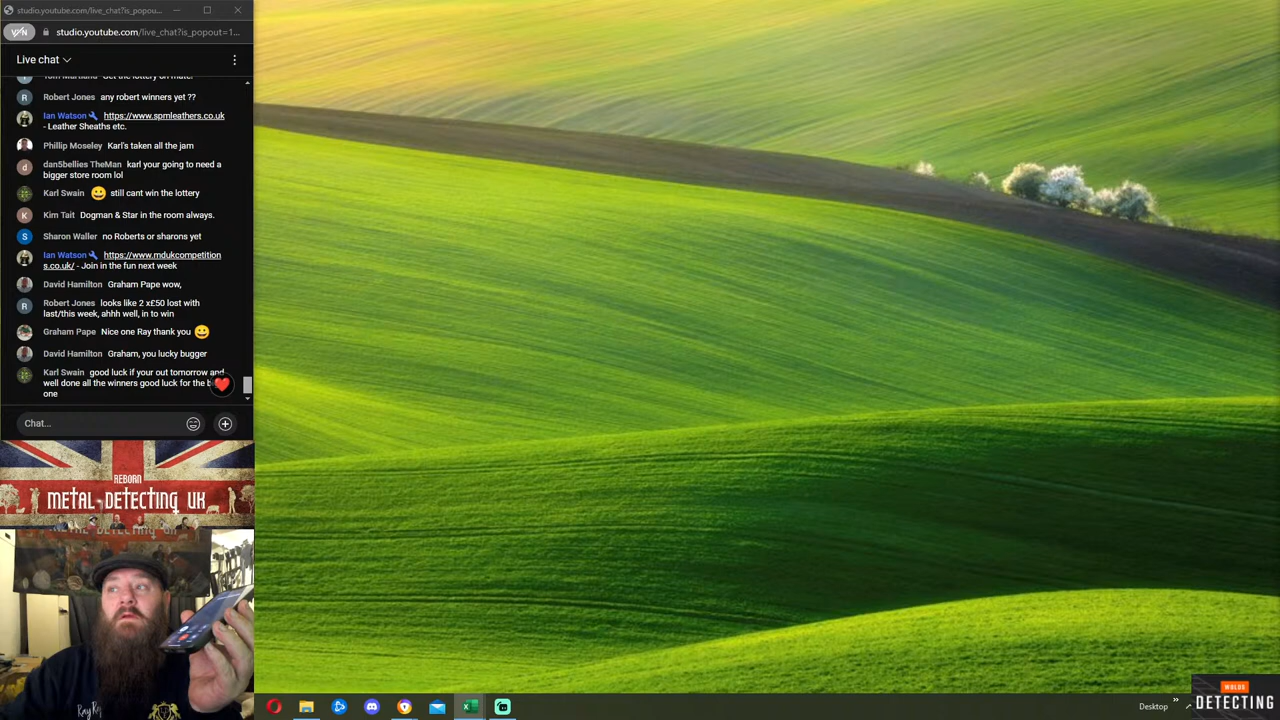 studio.youtube.com/live_chat?is_popou...
VPN
studio.youtube.com/live_chat?is_popout=1...
Live chat
Robert Jones any robert winners yet ??
Ian Watson https://www.spmleathers.co.uk
- Leather Sheaths etc.
Phillip Moseley Karl's taken all the jam
dan5bellies TheMan karl your going to need a
bigger store room lol
Karl Swain 😀 still cant win the lottery
Kim Tait Dogman & Star in the room always.
Sharon Waller no Roberts or sharons yet
Ian Watson https://www.mdukcompetition
s.co.uk/ - Join in the fun next week
David Hamilton Graham Pape wow,
Robert Jones looks like 2 x£50 lost with
last/this week, ahhh well, in to win
Graham Pape Nice one Ray thank you 😀
David Hamilton Graham, you lucky bugger
Karl Swain good luck if your out tomorrow and
well done all the winners good luck for the
one
Chat...
REBORN
METAL DETECTING UK
Desktop
DETECTING